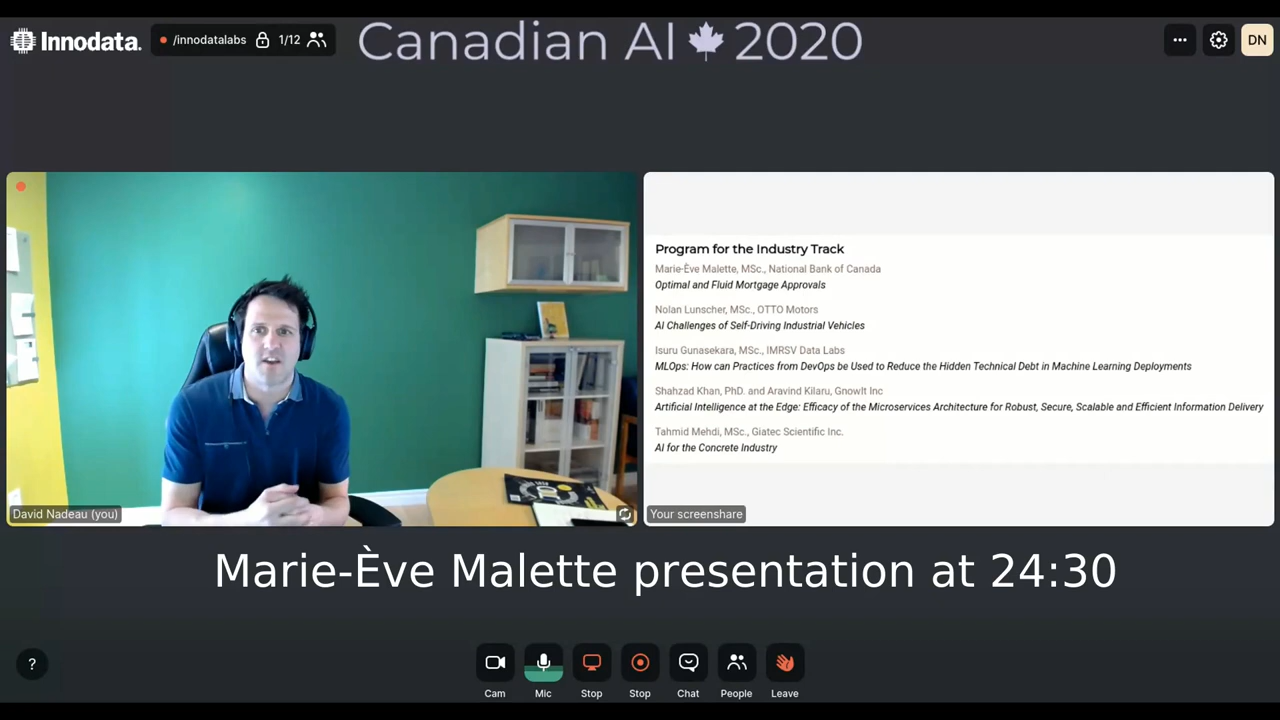 Innodata.
/innodatalabs
1/12
Canadian AI 2020
DN
Program for the Industry Track
Marie-Ève Malette, MSc., National Bank of Canada
Optimal and Fluid Mortgage Approvals
Nolan Lunscher, MSc., OTTO Motors
AI Challenges of Self-Driving Industrial Vehicles
Isuru Gunasekara, MSc., IMRSV Data Labs
MLOps: How can Practices from DevOps be Used to Reduce the Hidden Technical Debt in Machine Learning Deployments
Shahzad Khan, PhD. and Aravind Kilaru, GnowIt Inc
Artificial Intelligence at the Edge: Efficacy of the Microservices Architecture for Robust, Secure, Scalable and Efficient Information Delivery
Tahmid Mehdi, MSc., Giatec Scientific Inc.
AI for the Concrete Industry
David Nadeau (you)
Your screenshare
Marie-Ève Malette presentation at 24:30
?
Cam
Mic
Stop
Stop
Chat
People
Leave